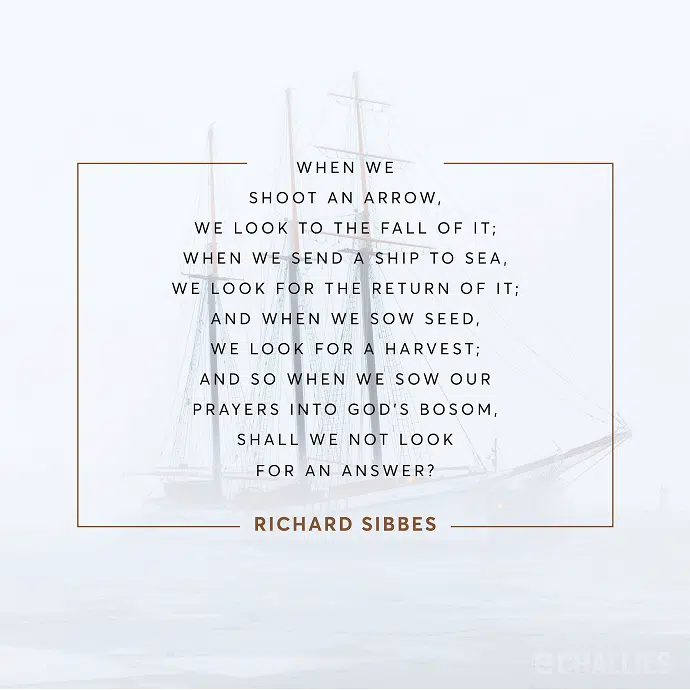 WHEN WE
SHOOT AN ARROW,
WE LOOK TO THE FALL OF IT;
WHEN WE SEND A SHIP TO SEA,
WE LOOK FOR THE RETURN OF IT;
AND WHEN WE SOW SEED,
WE LOOK FOR A HARVEST;
AND SO WHEN WE SOW OUR
PRAYERS INTO GOD'S BOSOM,
SHALL WE NOT LOOK
FOR AN ANSWER?
RICHARD SIBBES
CHALLIES